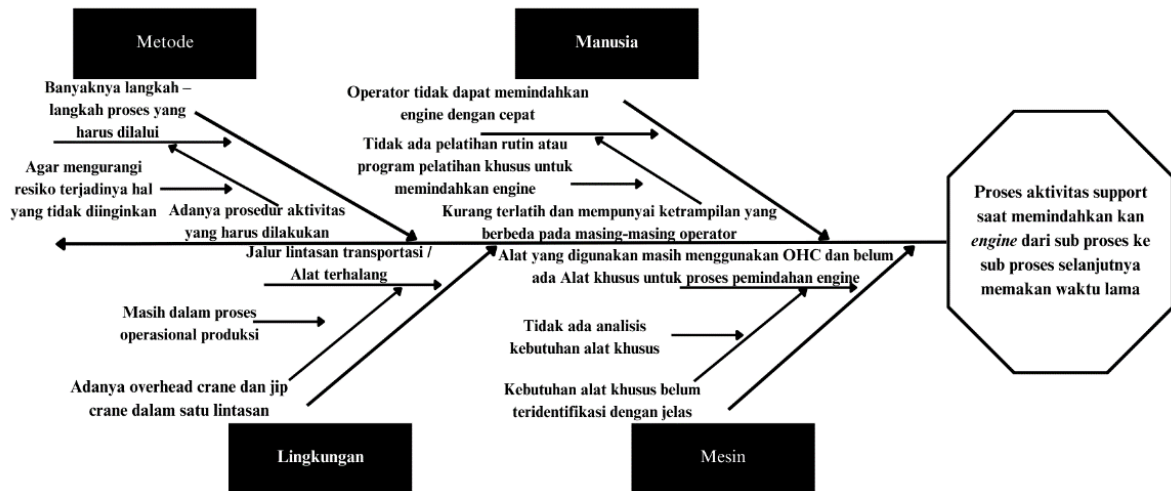 Metode
Manusia
Banyaknya langkah –
langkah proses yang
harus dilalui
Agar mengurangi
resiko terjadinya hal
yang tidak diinginkan
Adanya prosedur aktivitas
yang harus dilakukan
Operator tidak dapat memindahkan
engine dengan cepat
Tidak ada pelatihan rutin atau
program pelatihan khusus untuk
memindahkan engine
Kurang terlatih dan mempunyai ketrampilan yang
berbeda pada masing-masing operator
Proses aktivitas support
saat memindahkan kan
engine dari sub proses ke
sub proses selanjutnya
memakan waktu lama
Jalur lintasan transportasi /
Alat terhalang
Masih dalam proses
operasional produksi
Adanya overhead crane dan jip
crane dalam satu lintasan
Alat yang digunakan masih menggunakan OHC dan belum
ada Alat khusus untuk proses pemindahan engine
Tidak ada analisis
kebutuhan alat khusus
Kebutuhan alat khusus belum
teridentifikasi dengan jelas
Lingkungan
Mesin